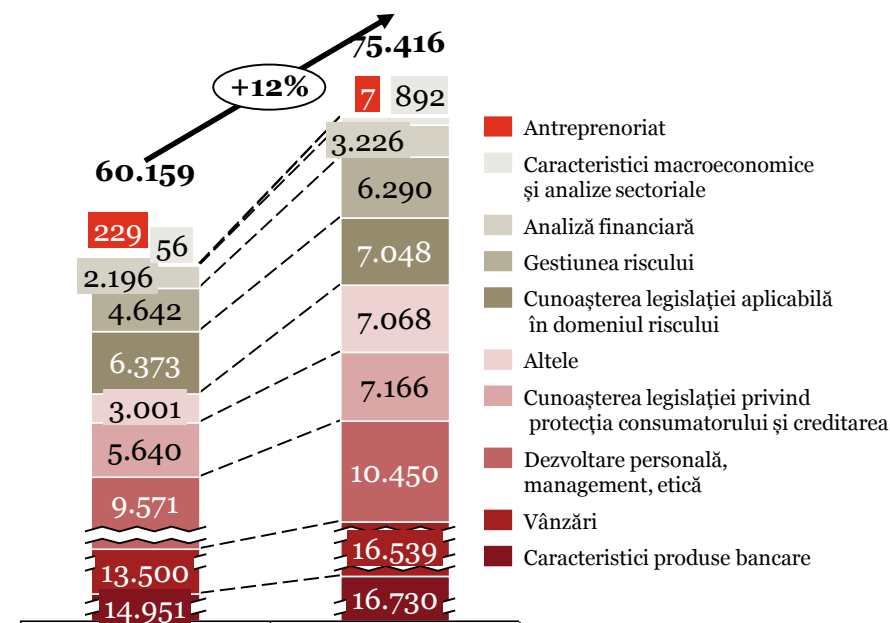 75.416
+12%
7 892
3.226
60.159
6.290
229
56
7.048
2.196
4.642
7.068
6.373
3.001
7.166
5.640
10.450
9.571
16.539
13.500
16.730
14.951
Antreprenoriat
Caracteristici macroeconomice
și analize sectoriale
Analiză financiară
Gestiunea riscului
Cunoașterea legislației aplicabilă
în domeniul riscului
Altele
Cunoașterea legislației privind
protecția consumatorului și creditarea
Dezvoltare personală,
management, etică
Vânzări
Caracteristici produse bancare